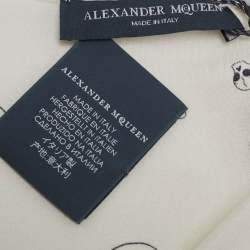 ALEXANDER MCQUEEN
MADE IN ITALY
ALEXANDER MCQUEEN
MADE IN ITALY
FABRIQUÉ EN ITALIE
HERGESTELLT IN ITALIEN
HECHO EN ITALIA
PRODUZIDO NA ITALIA
СДЕЛАНО В ИТАЛИИ
イタリア製
产地:意大利